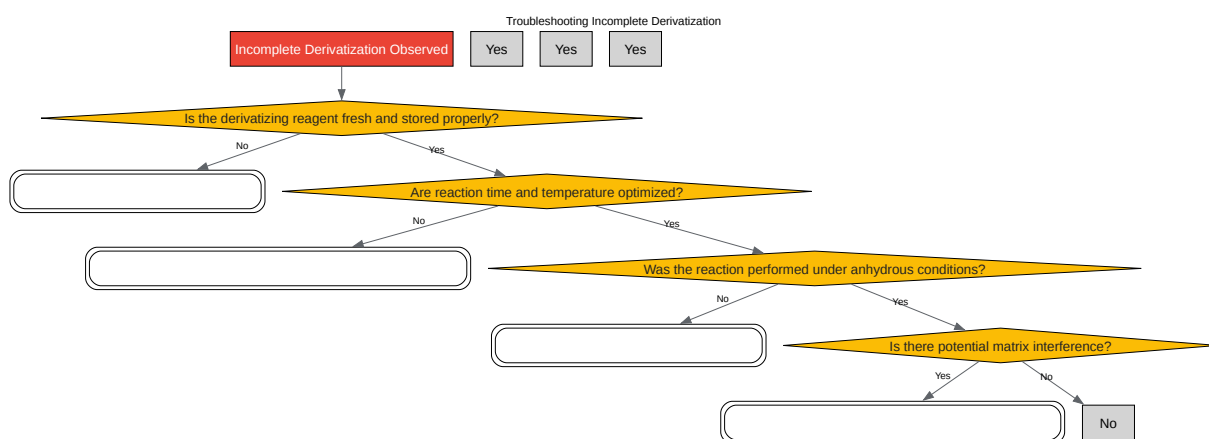 Troubleshooting Incomplete Derivatization
Incomplete Derivatization Observed
Yes
Yes
Yes
Is the derivatizing reagent fresh and stored properly?
No
Yes
Are reaction time and temperature optimized?
No
Yes
Was the reaction performed under anhydrous conditions?
No
Yes
Is there potential matrix interference?
Yes
No
No